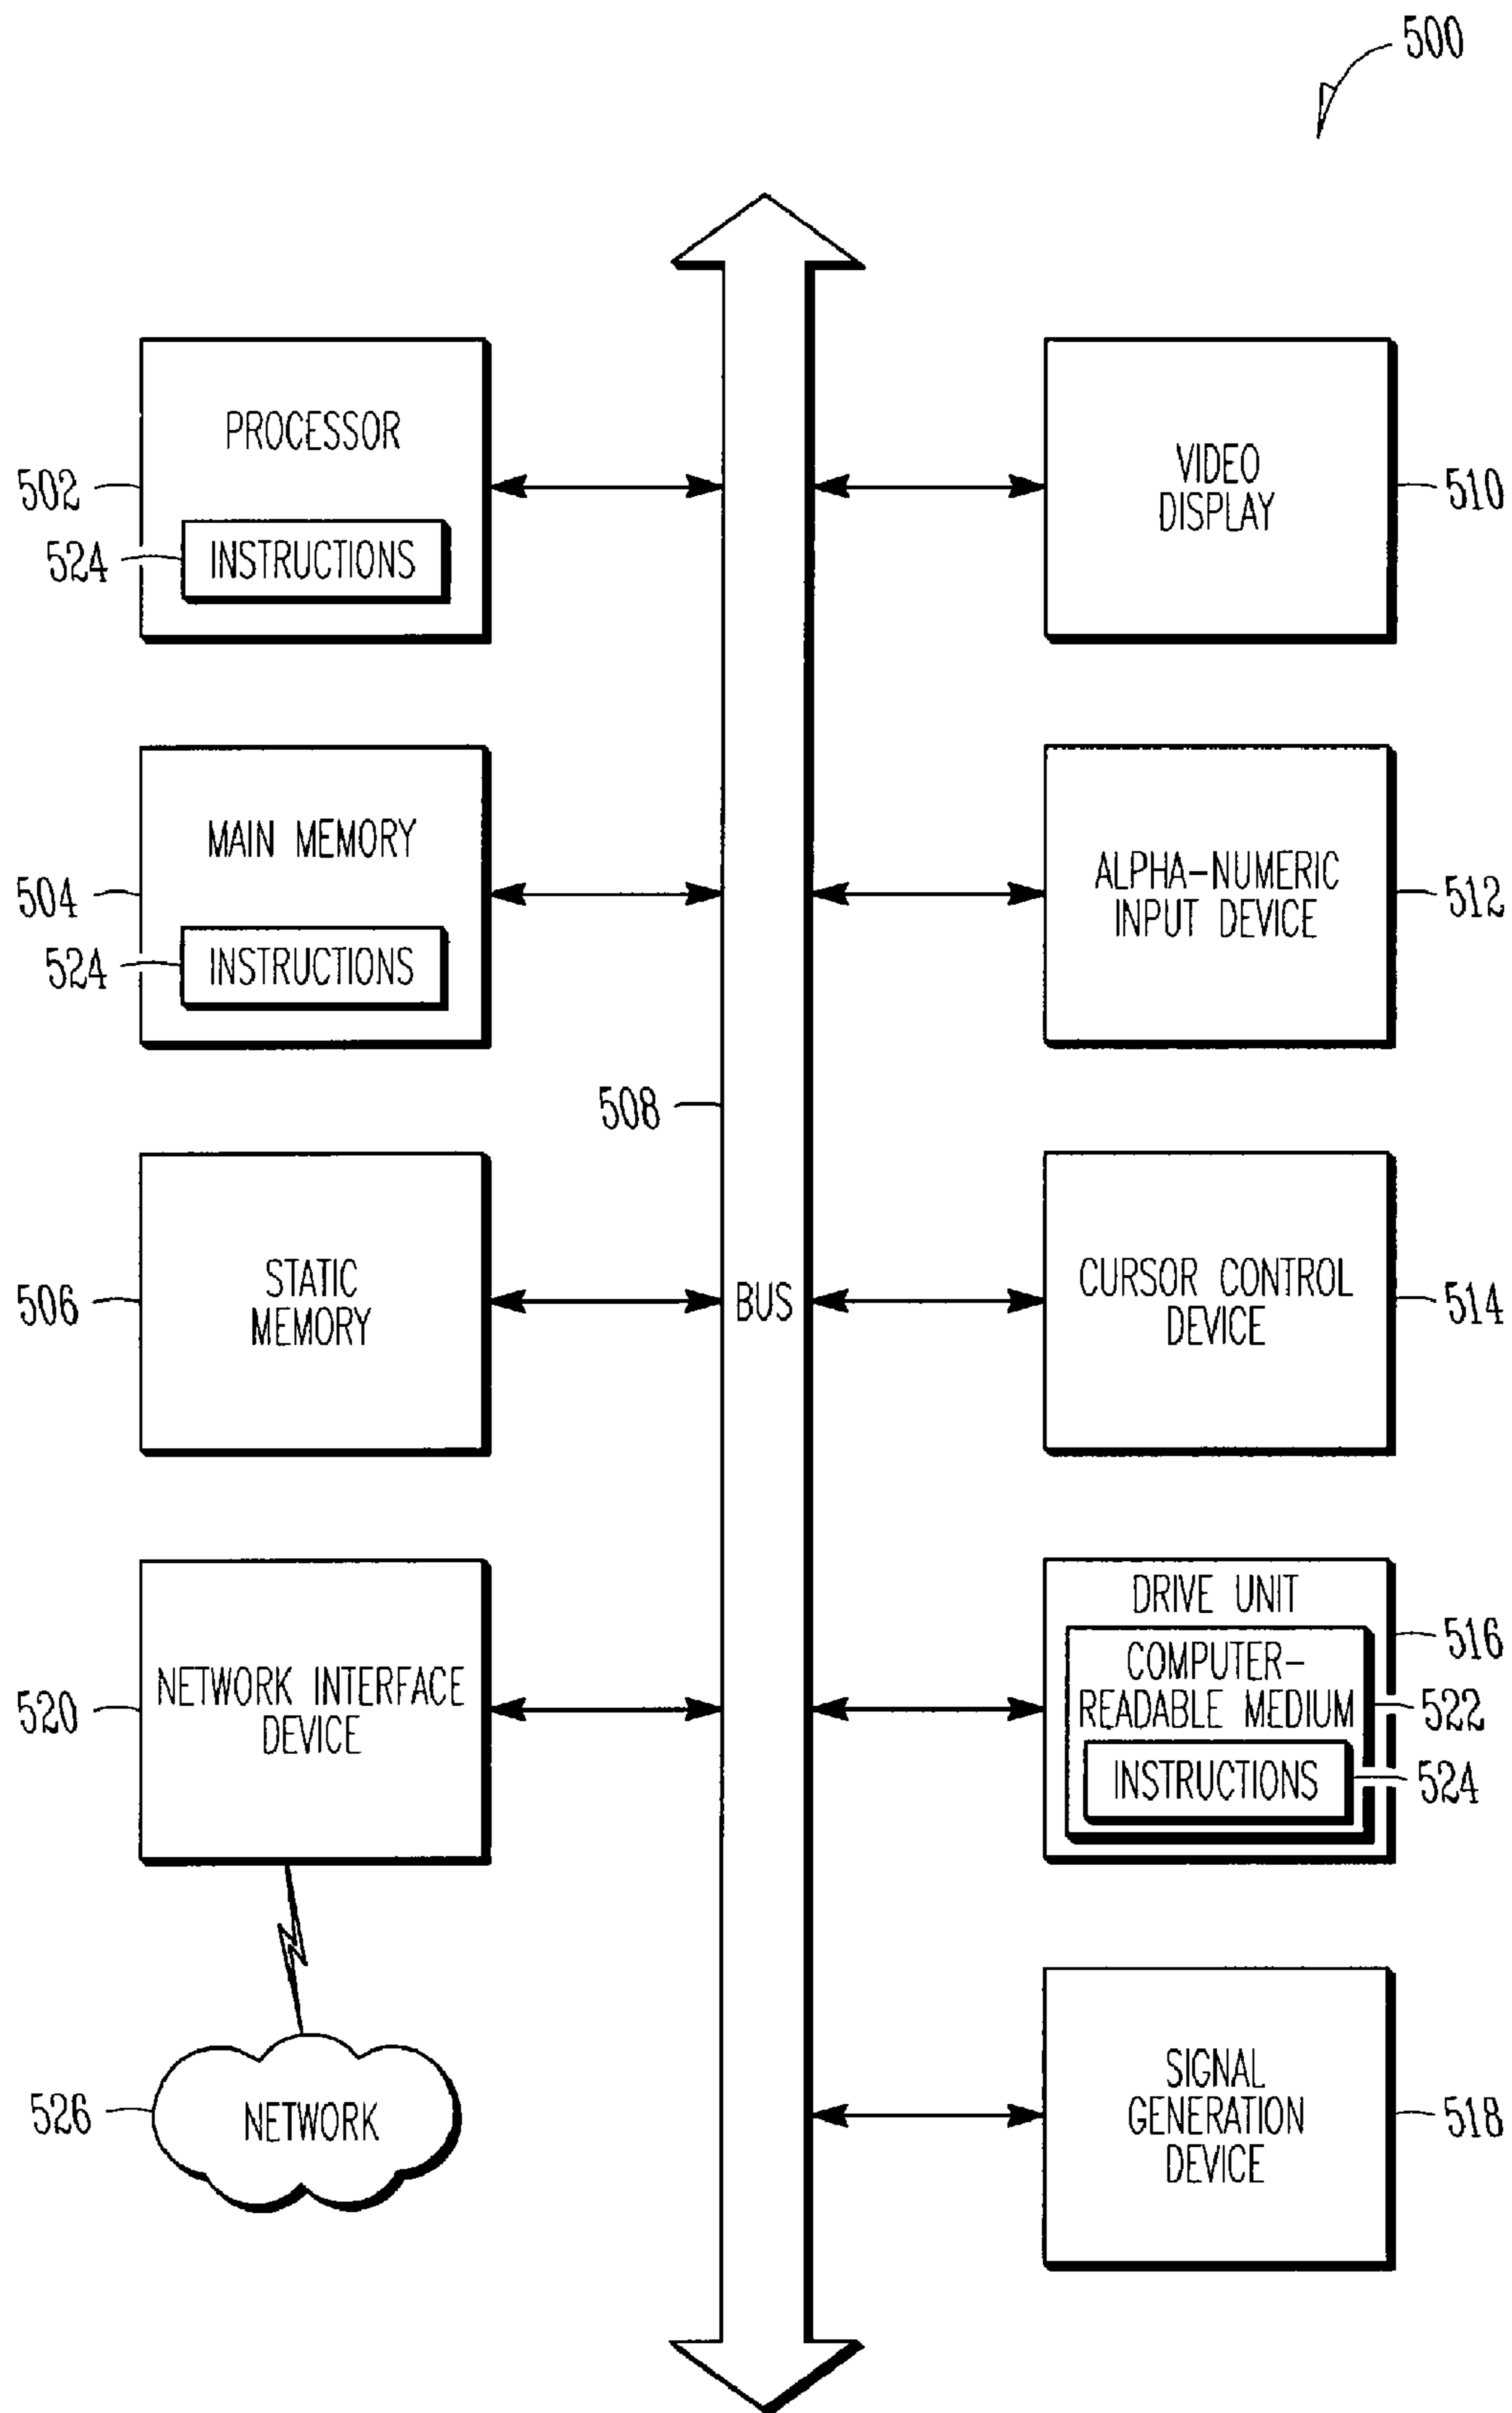 500
PROCESSOR
502
524
INSTRUCTIONS
VIDEO
DISPLAY
510
MAIN MEMORY
504
524
INSTRUCTIONS
ALPHA-NUMERIC
INPUT DEVICE
512
508
STATIC
MEMORY
506
BUS
CURSOR CONTROL
DEVICE
514
NETWORK INTERFACE
DEVICE
520
DRIVE UNIT
516
COMPUTER-
READABLE MEDIUM
522
INSTRUCTIONS
524
526
NETWORK
SIGNAL
GENERATION
DEVICE
518